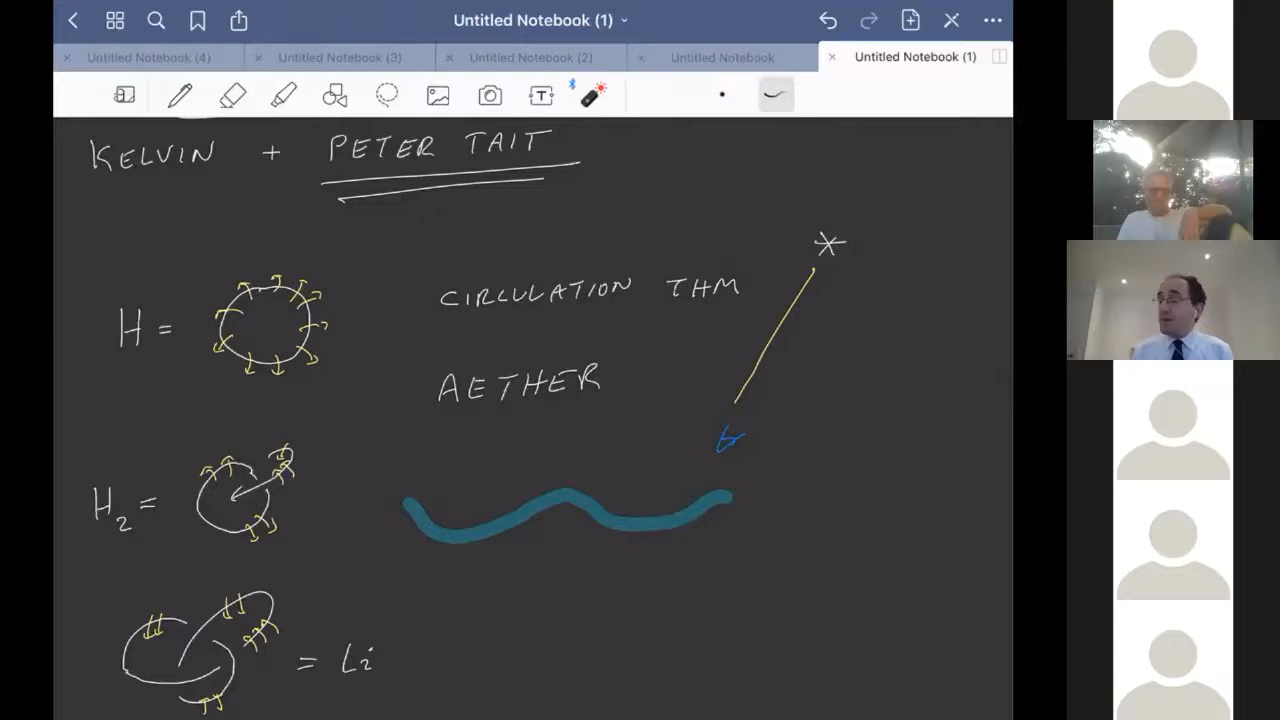 Untitled Notebook (1)
Untitled Notebook (4)
Untitled Notebook (3)
Untitled Notebook (2)
Untitled Notebook
Untitled Notebook (1)
T
KELVIN + PETER TAIT
H =
CIRCULATION THM
AETHER
H2 =
= Li